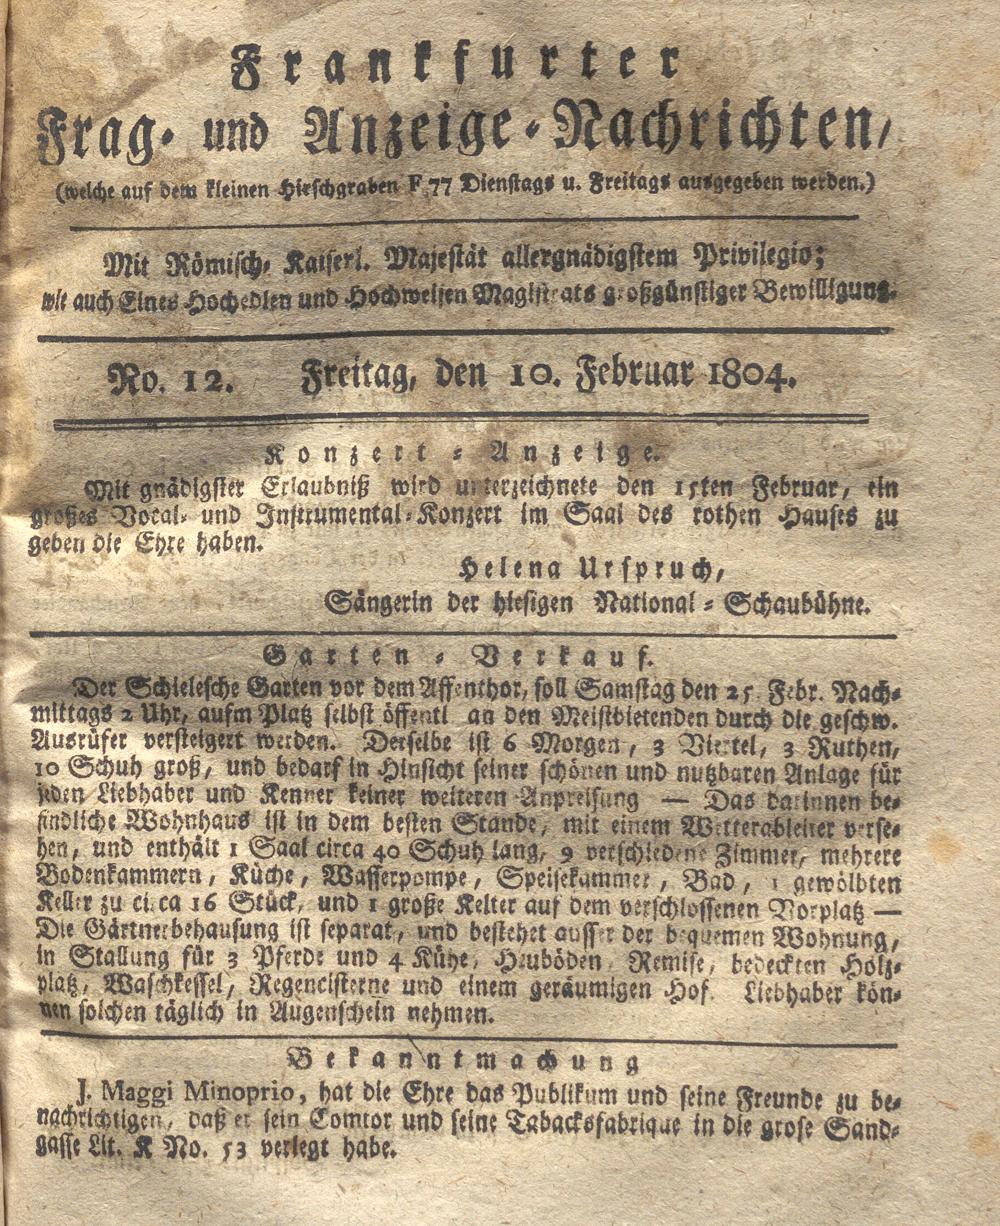 Frankfurter
Frag- und Anzeige-Nachrichten,
(welche auf dem kleinen Hirschgraben F 77 Dienstags u. Freitags ausgegeben werden.)
Mit Römisch- Kaiserl. Majestät allergnädigstem Privilegio;
wie auch Eines Hochedlen und Hochweisen Magistrats großgünstiger Bewilligung.
No. 12. Freitag, den 10. Februar 1804.
Konzert-Anzeige.
Mit gnädigster Erlaubniß wird unterzeichnete den 15ten Februar, ein
großes Vocal- und Instrumental-Konzert im Saal des rothen Hauses zu
geben die Ehre haben.
Helena Urspruch,
Sängerin der hiesigen National-Schaubühne.
Garten-Verkauf.
Der Schielesche Garten vor dem Affenthor, soll Samstag den 25. Febr. Nach-
mittags 2 Uhr, aufm Platz selbst öffentl. an den Meistbietenden durch die geschw.
Ausrüfer versteigert werden. Derselbe ist 6 Morgen, 3 Viertel, 3 Ruthen,
10 Schuh groß, und bedarf in Hinsicht seiner schönen und nutzbaren Anlage für
jeden Liebhaber und Kenner keiner weiteren Anpreisung — Das darinnen be-
findliche Wohnhaus ist in dem besten Stande, mit einem Wetterableiter verse-
hen, und enthält 1 Saal circa 40 Schuh lang, 9 verschiedene Zimmer, mehrere
Bodenkammern, Küche, Wasserpompe, Speisekammer, Bad, 1 gewölbten
Keller zu circa 16 Stück, und 1 große Kelter auf dem verschlossenen Vorplatz —
Die Gärtnerbehausung ist separat, und bestehet ausser der bequemen Wohnung,
in Stallung für 3 Pferde und 4 Kühe, Heuböden, Remise, bedeckten Holz-
platz, Waschkessel, Regencisterne und einem geräumigen Hof. Liebhaber kön-
nen solchen täglich in Augenschein nehmen.
Bekanntmachung
J. Maggi Minoprio, hat die Ehre das Publikum und seine Freunde zu be-
nachrichtigen, daß er sein Comtor und seine Tabacksfabrique in die grose Sand-
gasse Lit. K No. 53 verlegt habe.